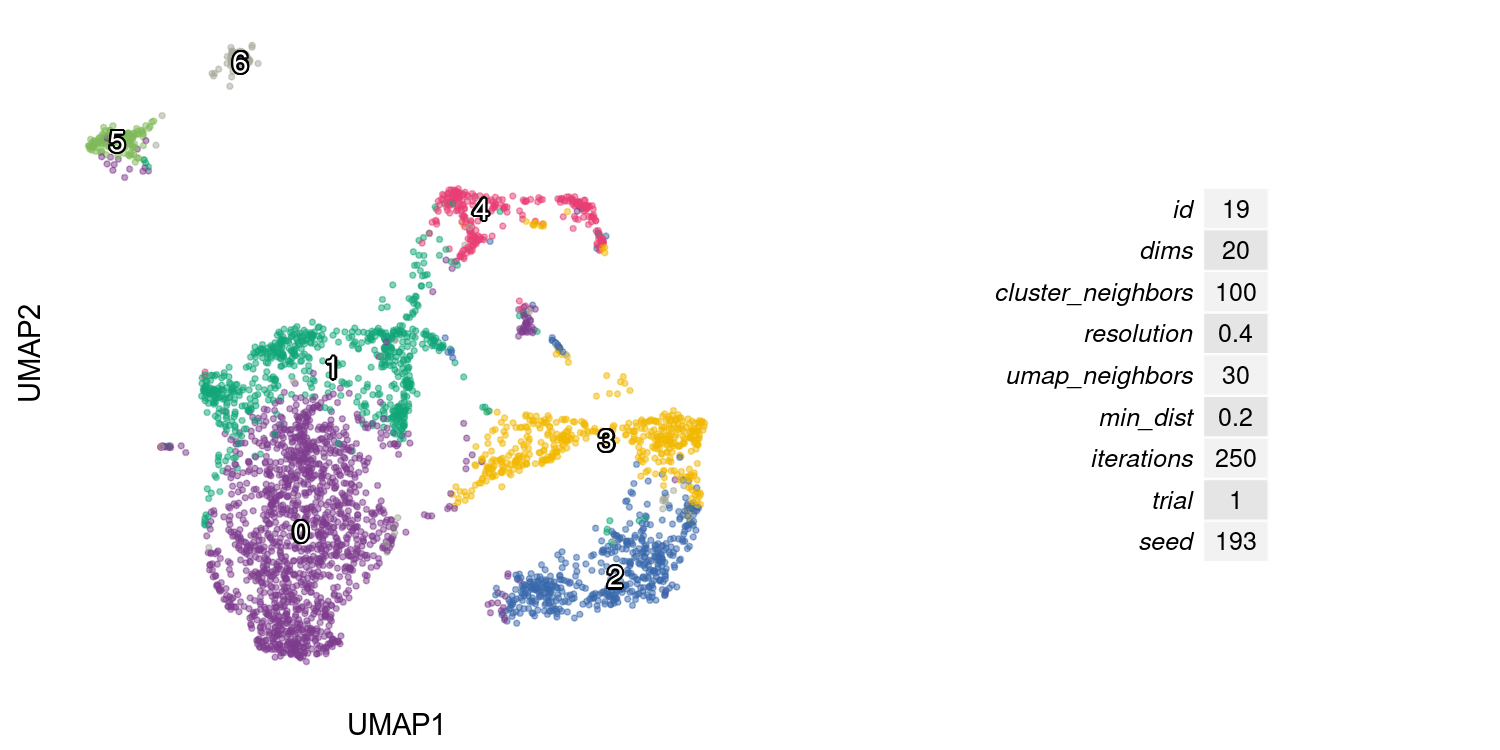 6
5
4
1
3
0
2
UMAP2
UMAP1
id 19
dims 20
cluster_neighbors 100
resolution 0.4
umap_neighbors 30
min_dist 0.2
iterations 250
trial 1
seed 193